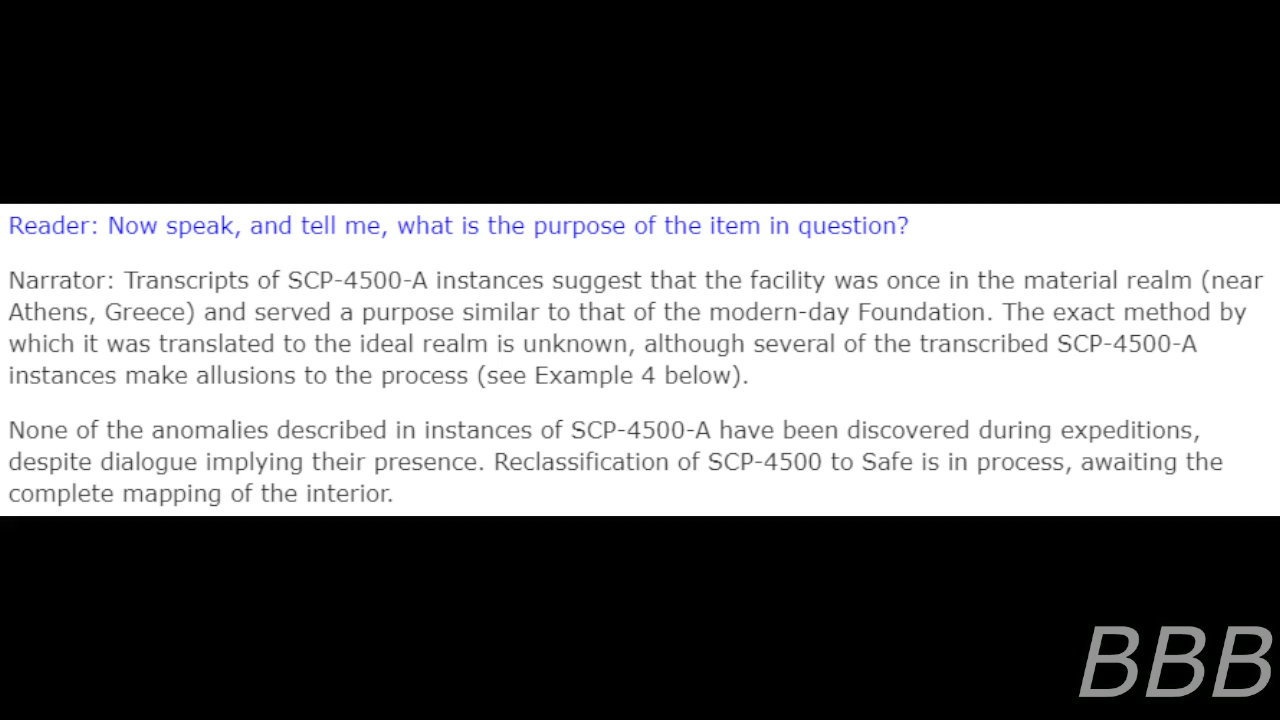 Reader: Now speak, and tell me, what is the purpose of the item in question?
Narrator: Transcripts of SCP-4500-A instances suggest that the facility was once in the material realm (near
Athens, Greece) and served a purpose similar to that of the modern-day Foundation. The exact method by
which it was translated to the ideal realm is unknown, although several of the transcribed SCP-4500-A
instances make allusions to the process (see Example 4 below).
None of the anomalies described in instances of SCP-4500-A have been discovered during expeditions,
despite dialogue implying their presence. Reclassification of SCP-4500 to Safe is in process, awaiting the
complete mapping of the interior.
BBB